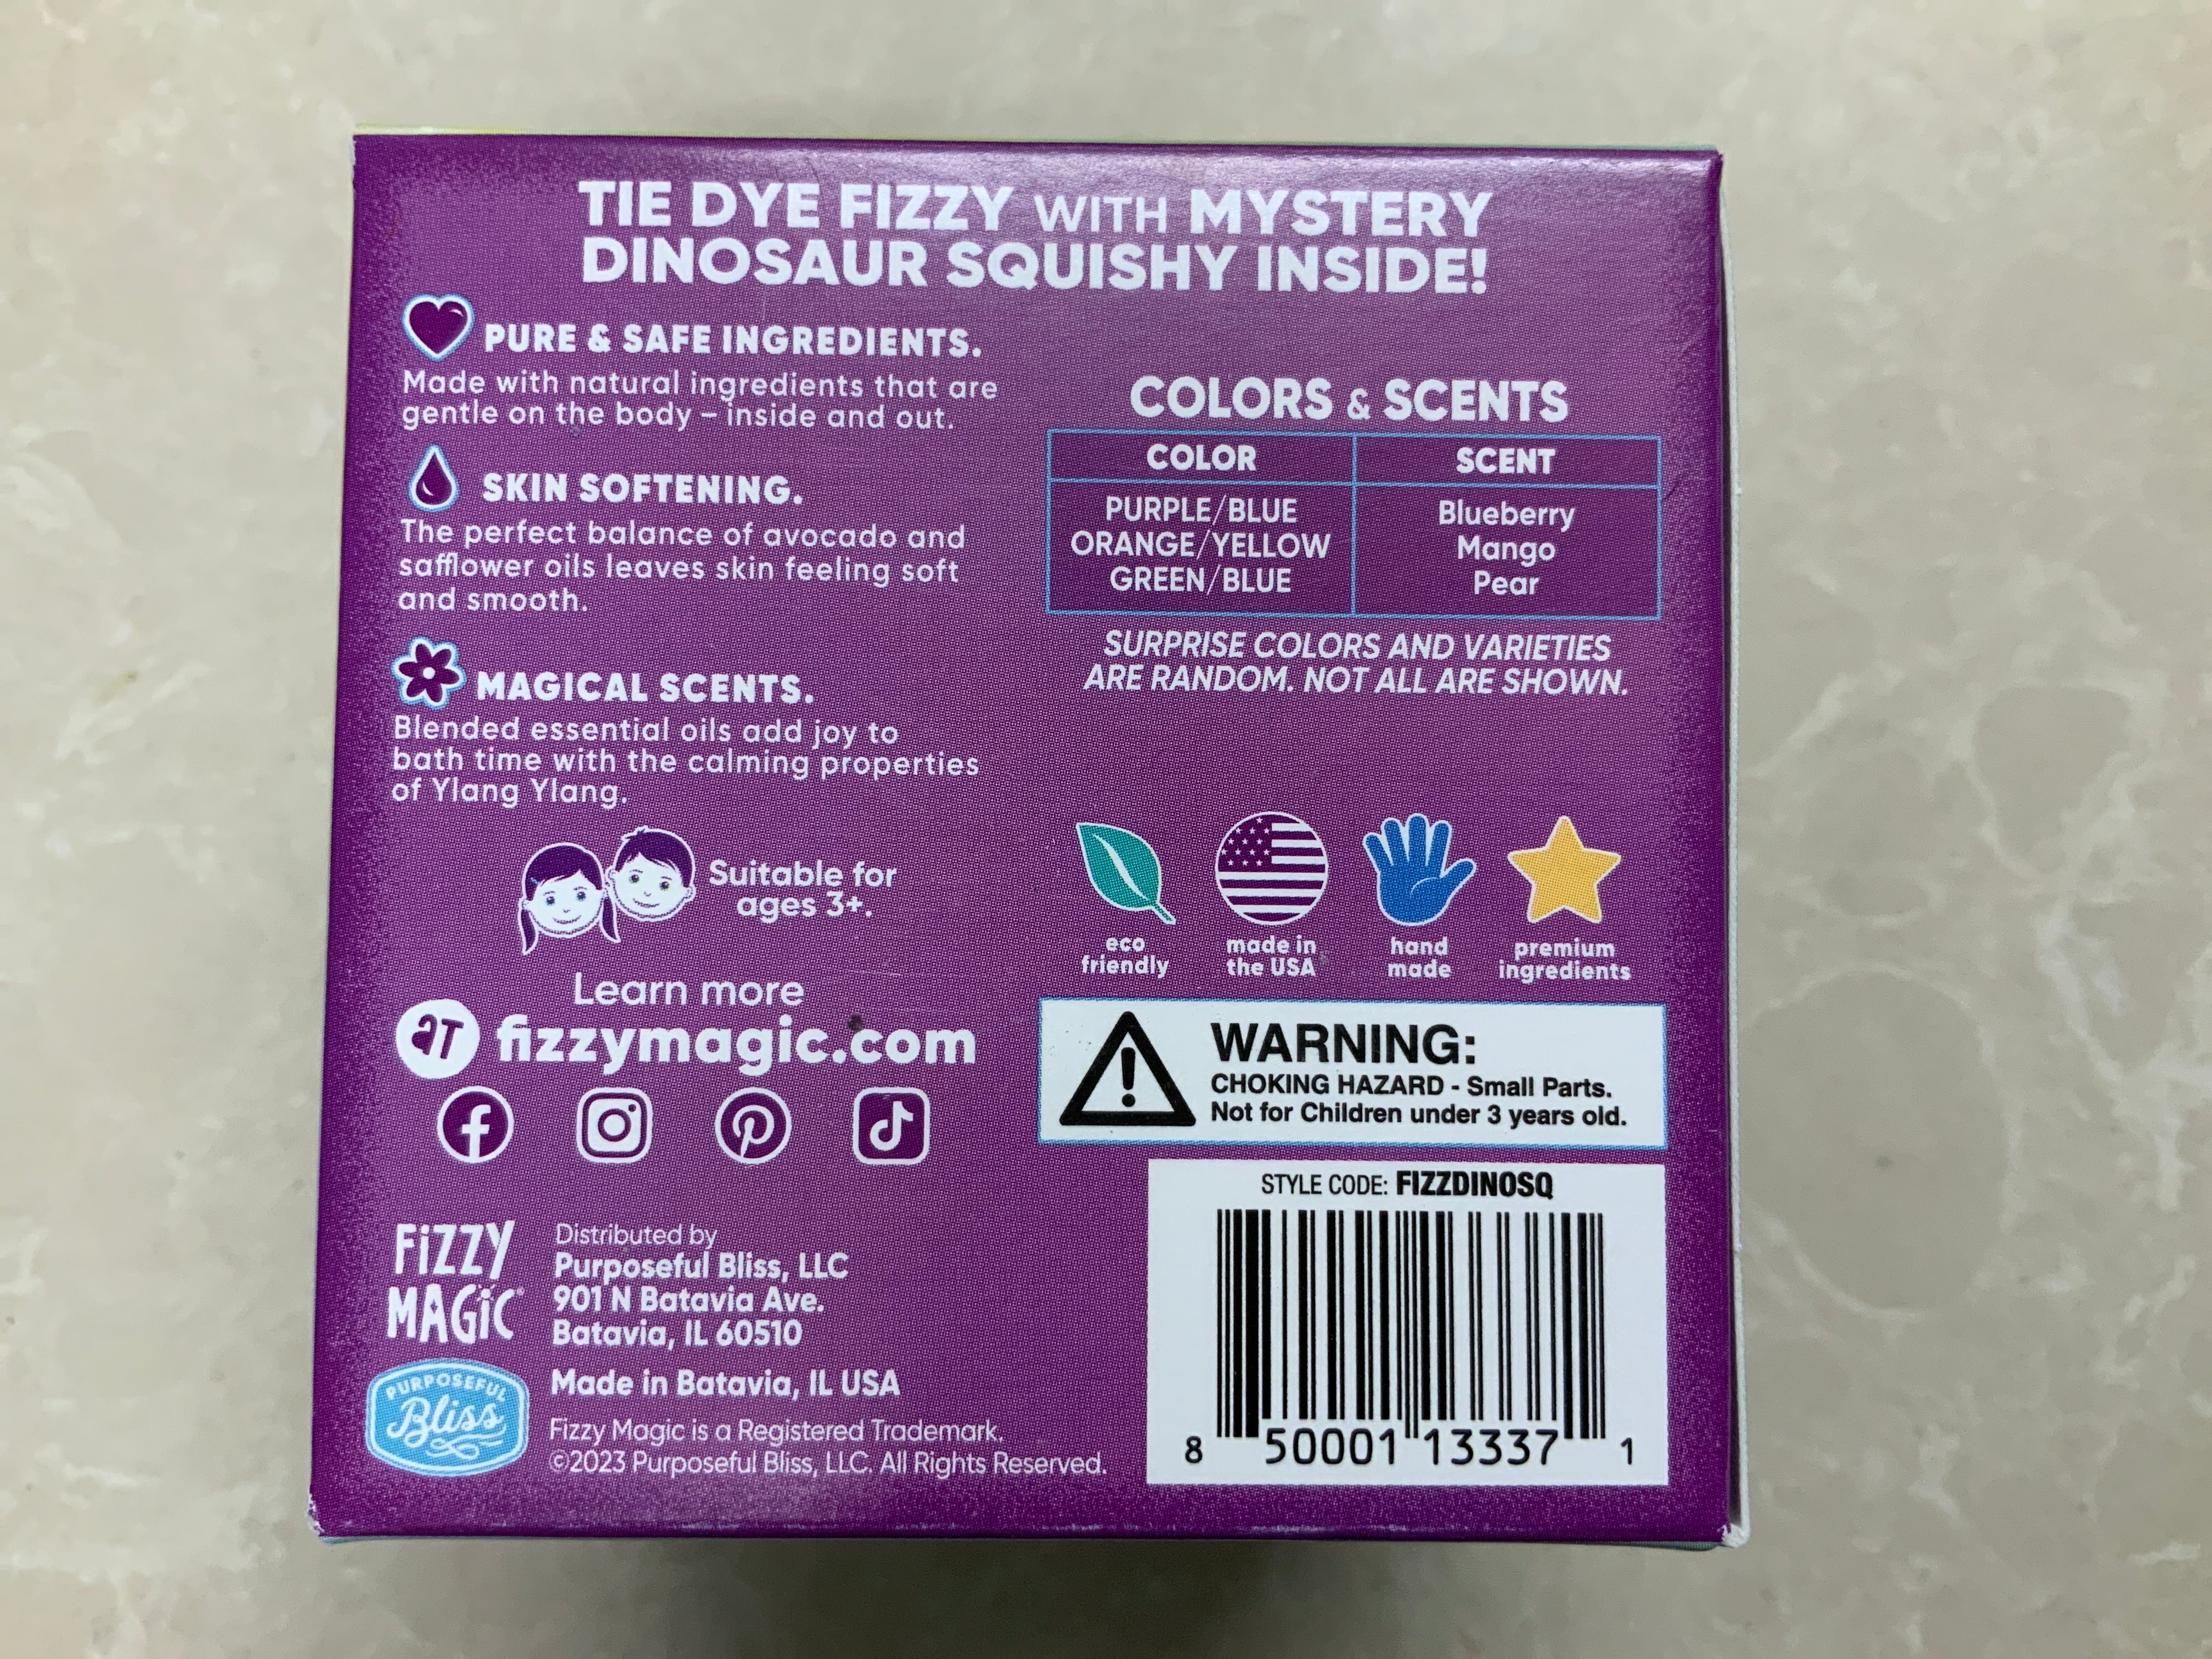 TIE DYE FIZZY WITH MYSTERY
DINOSAUR SQUISHY INSIDE!
PURE & SAFE INGREDIENTS.
Made with natural ingredients that are
gentle on the body – inside and out.
SKIN SOFTENING.
The perfect balance of avocado and
safflower oils leaves skin feeling soft
and smooth.
MAGICAL SCENTS.
Blended essential oils add joy to
bath time with the calming properties
of Ylang Ylang.
Suitable for
ages 3+.
Learn more
aT fizzymagic.com
FiZZY
MAGiC®
Distributed by
Purposeful Bliss, LLC
901 N Batavia Ave.
Batavia, IL 60510
PURPOSEFUL
Bliss
Made in Batavia, IL USA
Fizzy Magic is a Registered Trademark.
©2023 Purposeful Bliss, LLC. All Rights Reserved.
COLORS & SCENTS
COLOR SCENT
PURPLE/BLUE Blueberry
ORANGE/YELLOW Mango
GREEN/BLUE Pear
SURPRISE COLORS AND VARIETIES
ARE RANDOM. NOT ALL ARE SHOWN.
eco
friendly
made in
the USA
hand
made
premium
ingredients
WARNING:
CHOKING HAZARD - Small Parts.
Not for Children under 3 years old.
STYLE CODE: FIZZDINOSQ
8 50001 13337 1